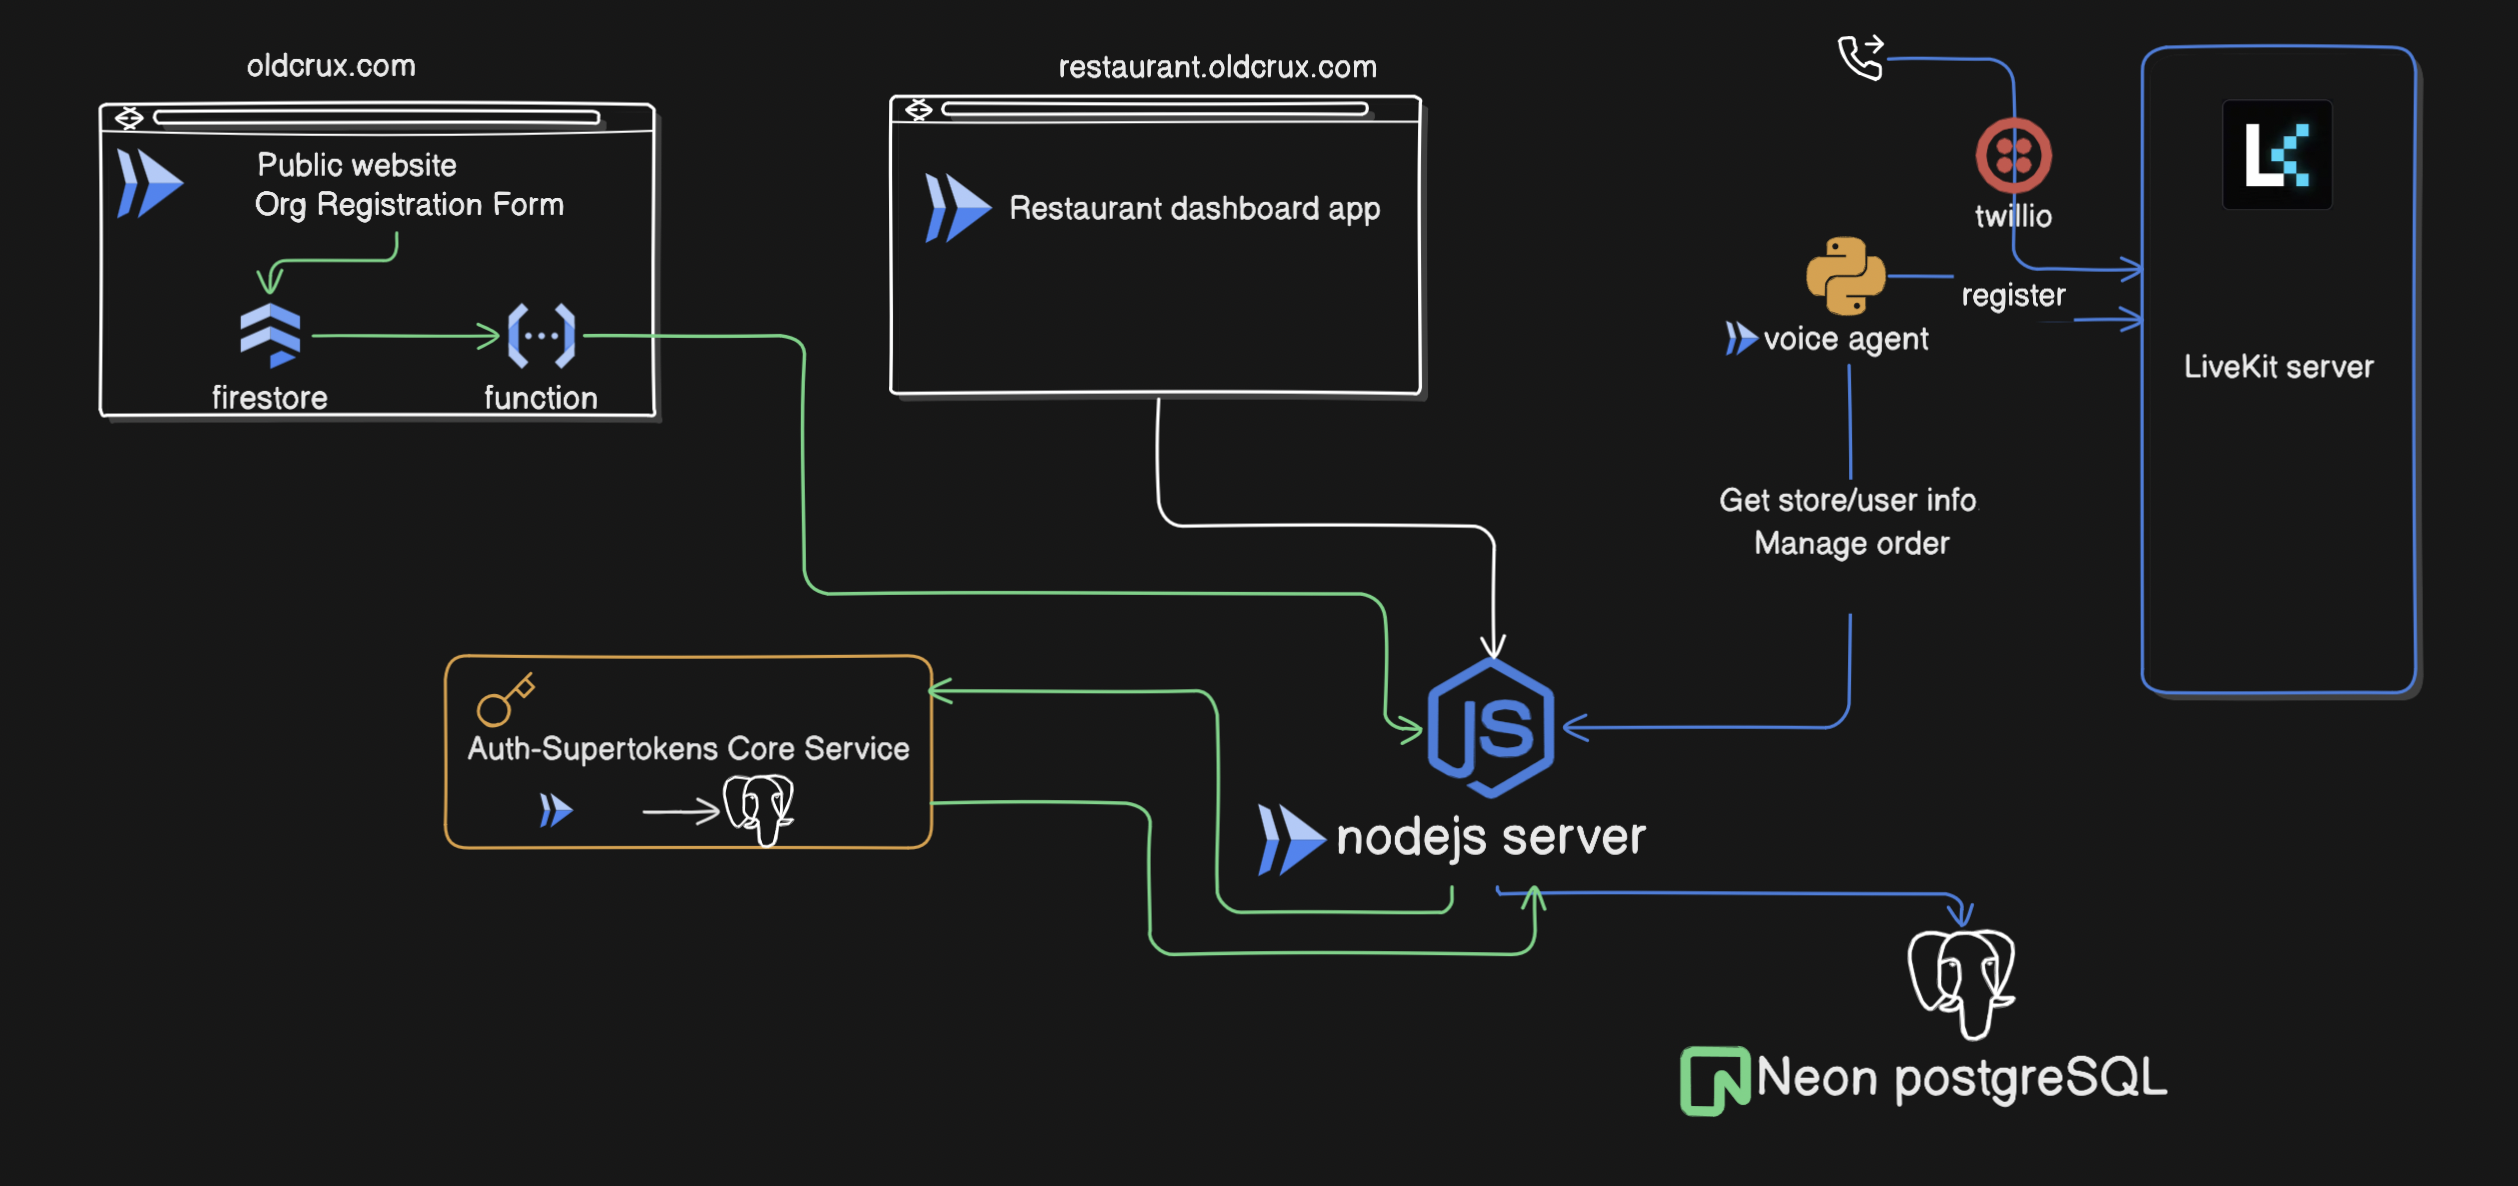 oldcrux.com
Public website
Org Registration Form
firestore
function
restaurant.oldcrux.com
Restaurant dashboard app
twillio
register
voice agent
LiveKit server
Get store/user info
Manage order
Auth-Supertokens Core Service
JS
nodejs server
Neon postgreSQL